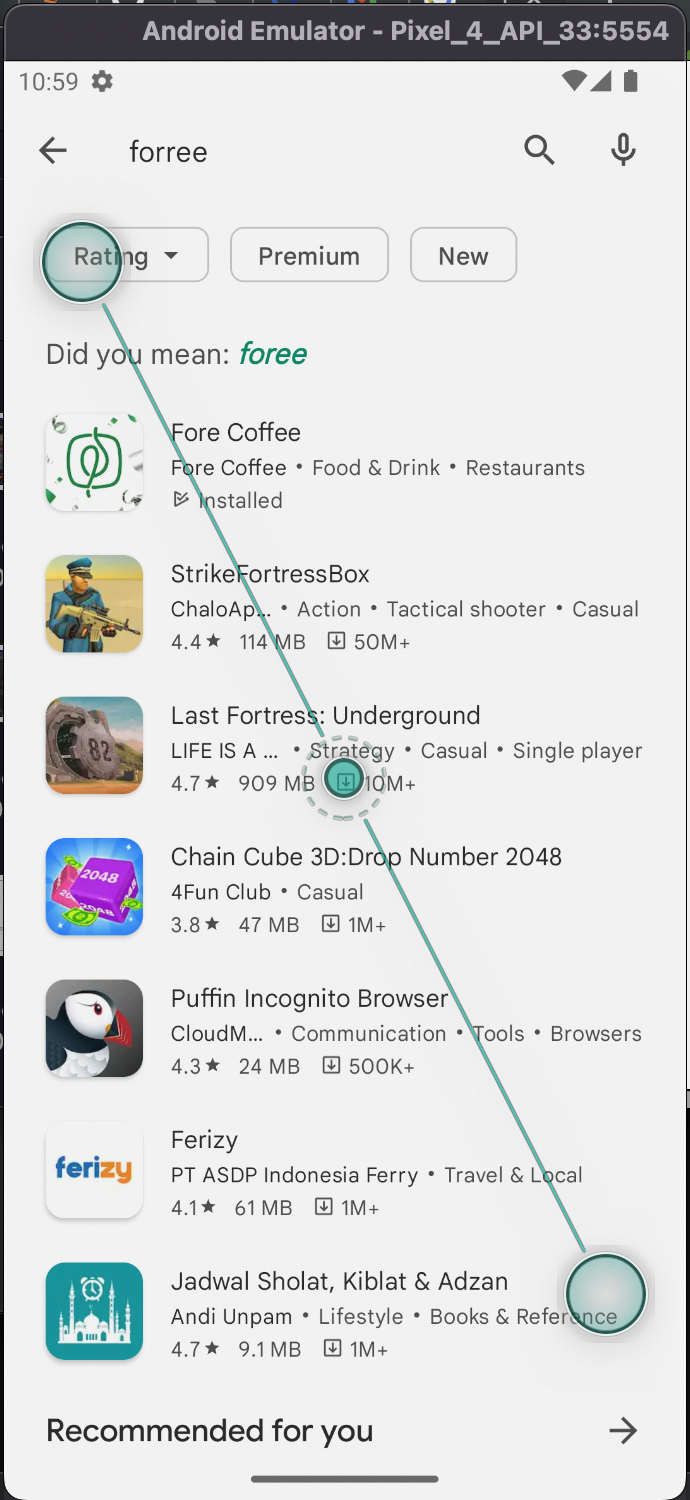 Android Emulator - Pixel_4_API_33:5554
10:59
forree
Rating Premium New
Did you mean: foree
Fore Coffee
Fore Coffee • Food & Drink • Restaurants
Installed
StrikeFortressBox
ChaloAp... • Action • Tactical shooter • Casual
4.4★ 114 MB 50M+
82
Last Fortress: Underground
LIFE IS A ... • Strategy • Casual • Single player
4.7★ 909 MB 10M+
2048
Chain Cube 3D:Drop Number 2048
4Fun Club • Casual
3.8★ 47 MB 1M+
Puffin Incognito Browser
CloudM... • Communication • Tools • Browsers
4.3★ 24 MB 500K+
ferizy
Ferizy
PT ASDP Indonesia Ferry • Travel & Local
4.1★ 61 MB 1M+
Jadwal Sholat, Kiblat & Adzan
Andi Unpam • Lifestyle • Books & Reference
4.7★ 9.1 MB 1M+
Recommended for you